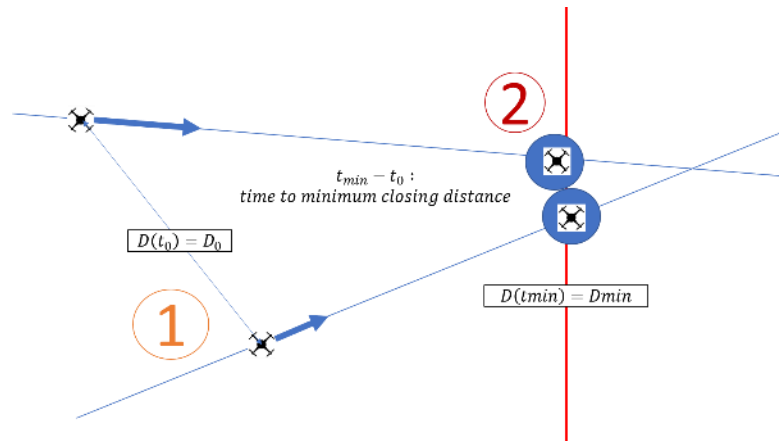 2
t_min − t_0 :
time to minimum closing distance
D(t_0) = D_0
D(tmin) = Dmin
1